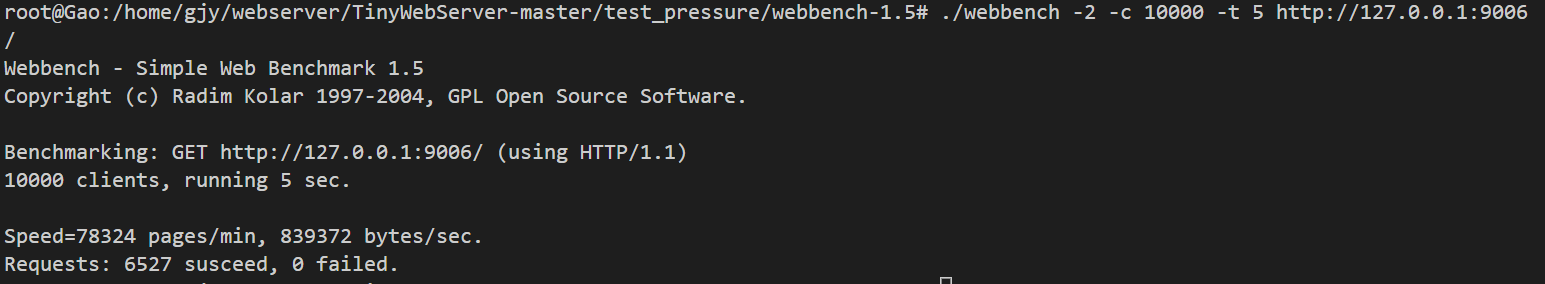 root@Gao:/home/gjy/webserver/TinyWebServer-master/test_pressure/webbench-1.5# ./webbench -2 -c 10000 -t 5 http://127.0.0.1:9006
/
Webbench - Simple Web Benchmark 1.5
Copyright (c) Radim Kolar 1997-2004, GPL Open Source Software.
Benchmarking: GET http://127.0.0.1:9006/ (using HTTP/1.1)
10000 clients, running 5 sec.
Speed=78324 pages/min, 839372 bytes/sec.
Requests: 6527 susceed, 0 failed.